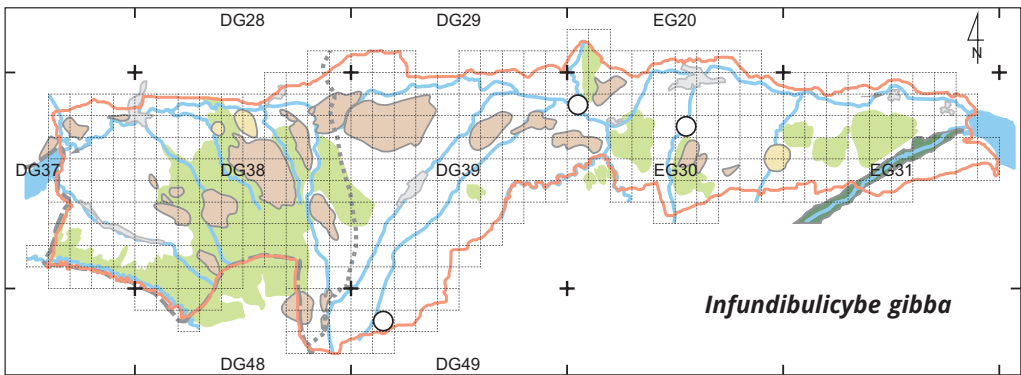 DG28 DG29 EG20
N
DG37 DG38 DG39 EG30 EG31
Infundibulicybe gibba
DG48 DG49